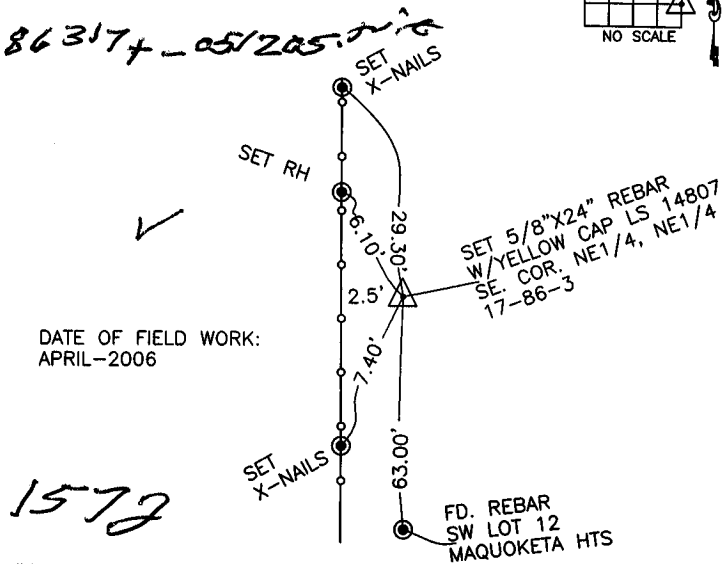 NO SCALE
SET
X-NAILS
SET RH
29.30'
6.10'
SET 5/8"X24" REBAR
W/YELLOW CAP LS 14807
SE. COR. NE1/4, NE1/4
17-86-3
2.5'
DATE OF FIELD WORK:
APRIL-2006
7.40'
63.00'
SET
X-NAILS
FD. REBAR
SW LOT 12
MAQUOKETA HTS